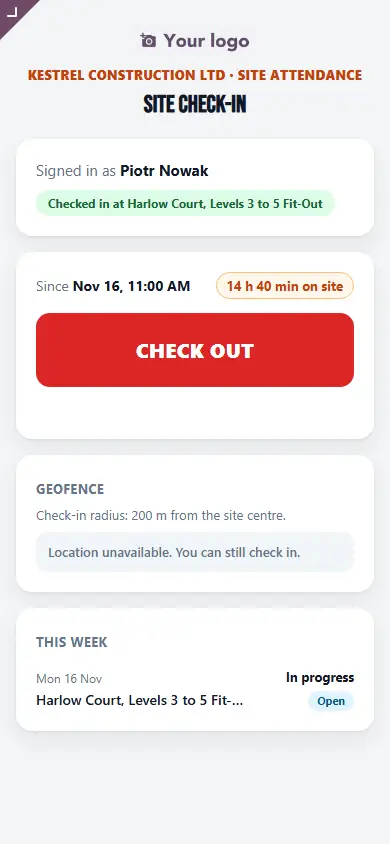 Your logo
KESTREL CONSTRUCTION LTD · SITE ATTENDANCE
SITE CHECK-IN
Signed in as Piotr Nowak
Checked in at Harlow Court, Levels 3 to 5 Fit-Out
Since Nov 16, 11:00 AM
14 h 40 min on site
CHECK OUT
GEOFENCE
Check-in radius: 200 m from the site centre.
Location unavailable. You can still check in.
THIS WEEK
Mon 16 Nov
In progress
Harlow Court, Levels 3 to 5 Fit-...
Open